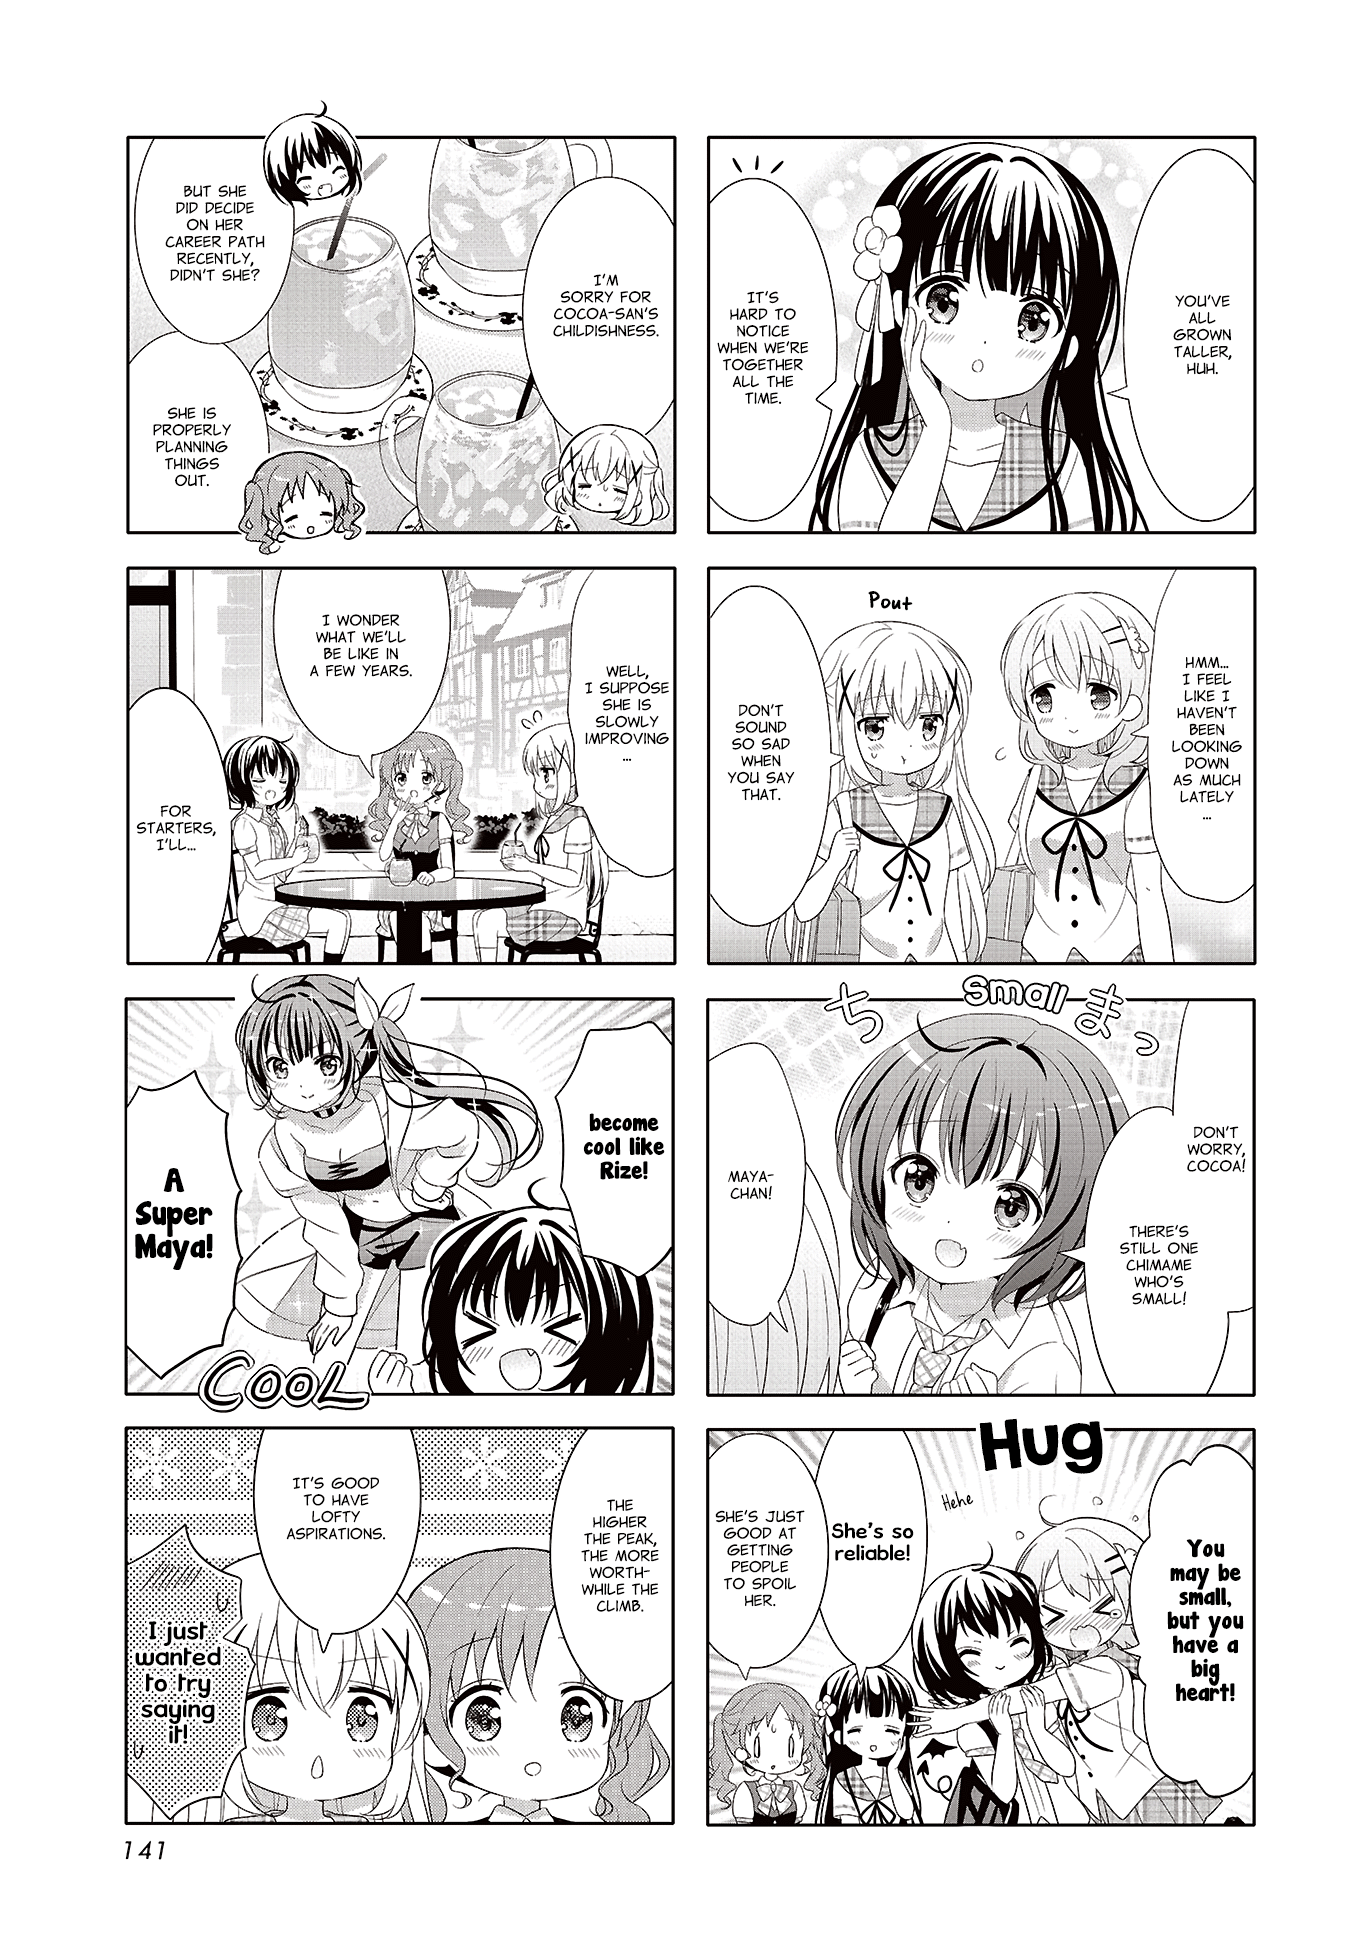 YOU'VE
ALL
GROWN
TALLER,
HUH.
IT'S
HARD TO
NOTICE
WHEN WE'RE
TOGETHER
ALL THE
TIME.
HMM...
I FEEL
LIKE I
HAVEN'T
BEEN
LOOKING
DOWN
AS MUCH
LATELY
...
Pout
DON'T
SOUND
SO SAD
WHEN
YOU SAY
THAT.
small
ちまっ
DON'T
WORRY,
COCOA!
THERE'S
STILL ONE
CHIMAME
WHO'S
SMALL!
MAYA-
CHAN!
Hug
You
may be
small,
but you
have a
big
heart!
Hehe
She's so
reliable!
SHE'S JUST
GOOD AT
GETTING
PEOPLE
TO SPOIL
HER.
I'M
SORRY FOR
COCOA-SAN'S
CHILDISHNESS.
BUT SHE
DID DECIDE
ON HER
CAREER PATH
RECENTLY,
DIDN'T SHE?
SHE IS
PROPERLY
PLANNING
THINGS
OUT.
WELL,
I SUPPOSE
SHE IS
SLOWLY
IMPROVING
...
I WONDER
WHAT WE'LL
BE LIKE IN
A FEW YEARS.
FOR
STARTERS,
I'LL...
become
cool like
Rize!
A
Super
Maya!
COOL
THE
HIGHER
THE PEAK,
THE MORE
WORTH-
WHILE THE
CLIMB.
IT'S GOOD
TO HAVE
LOFTY
ASPIRATIONS.
I just
wanted
to try
saying
it!
141